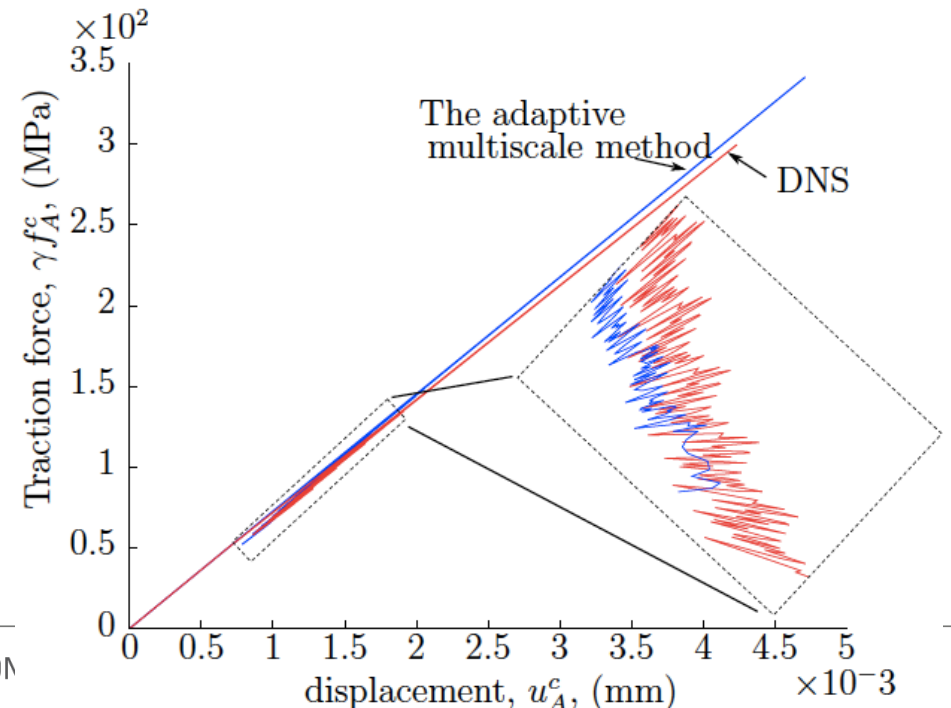 ×10²
3.5
3
2.5
2
1.5
1
0.5
0
Traction force, γf_A^c, (MPa)
The adaptive
multiscale method
DNS
0 0.5 1 1.5 2 2.5 3 3.5 4 4.5 5
×10⁻³
displacement, u_A^c, (mm)